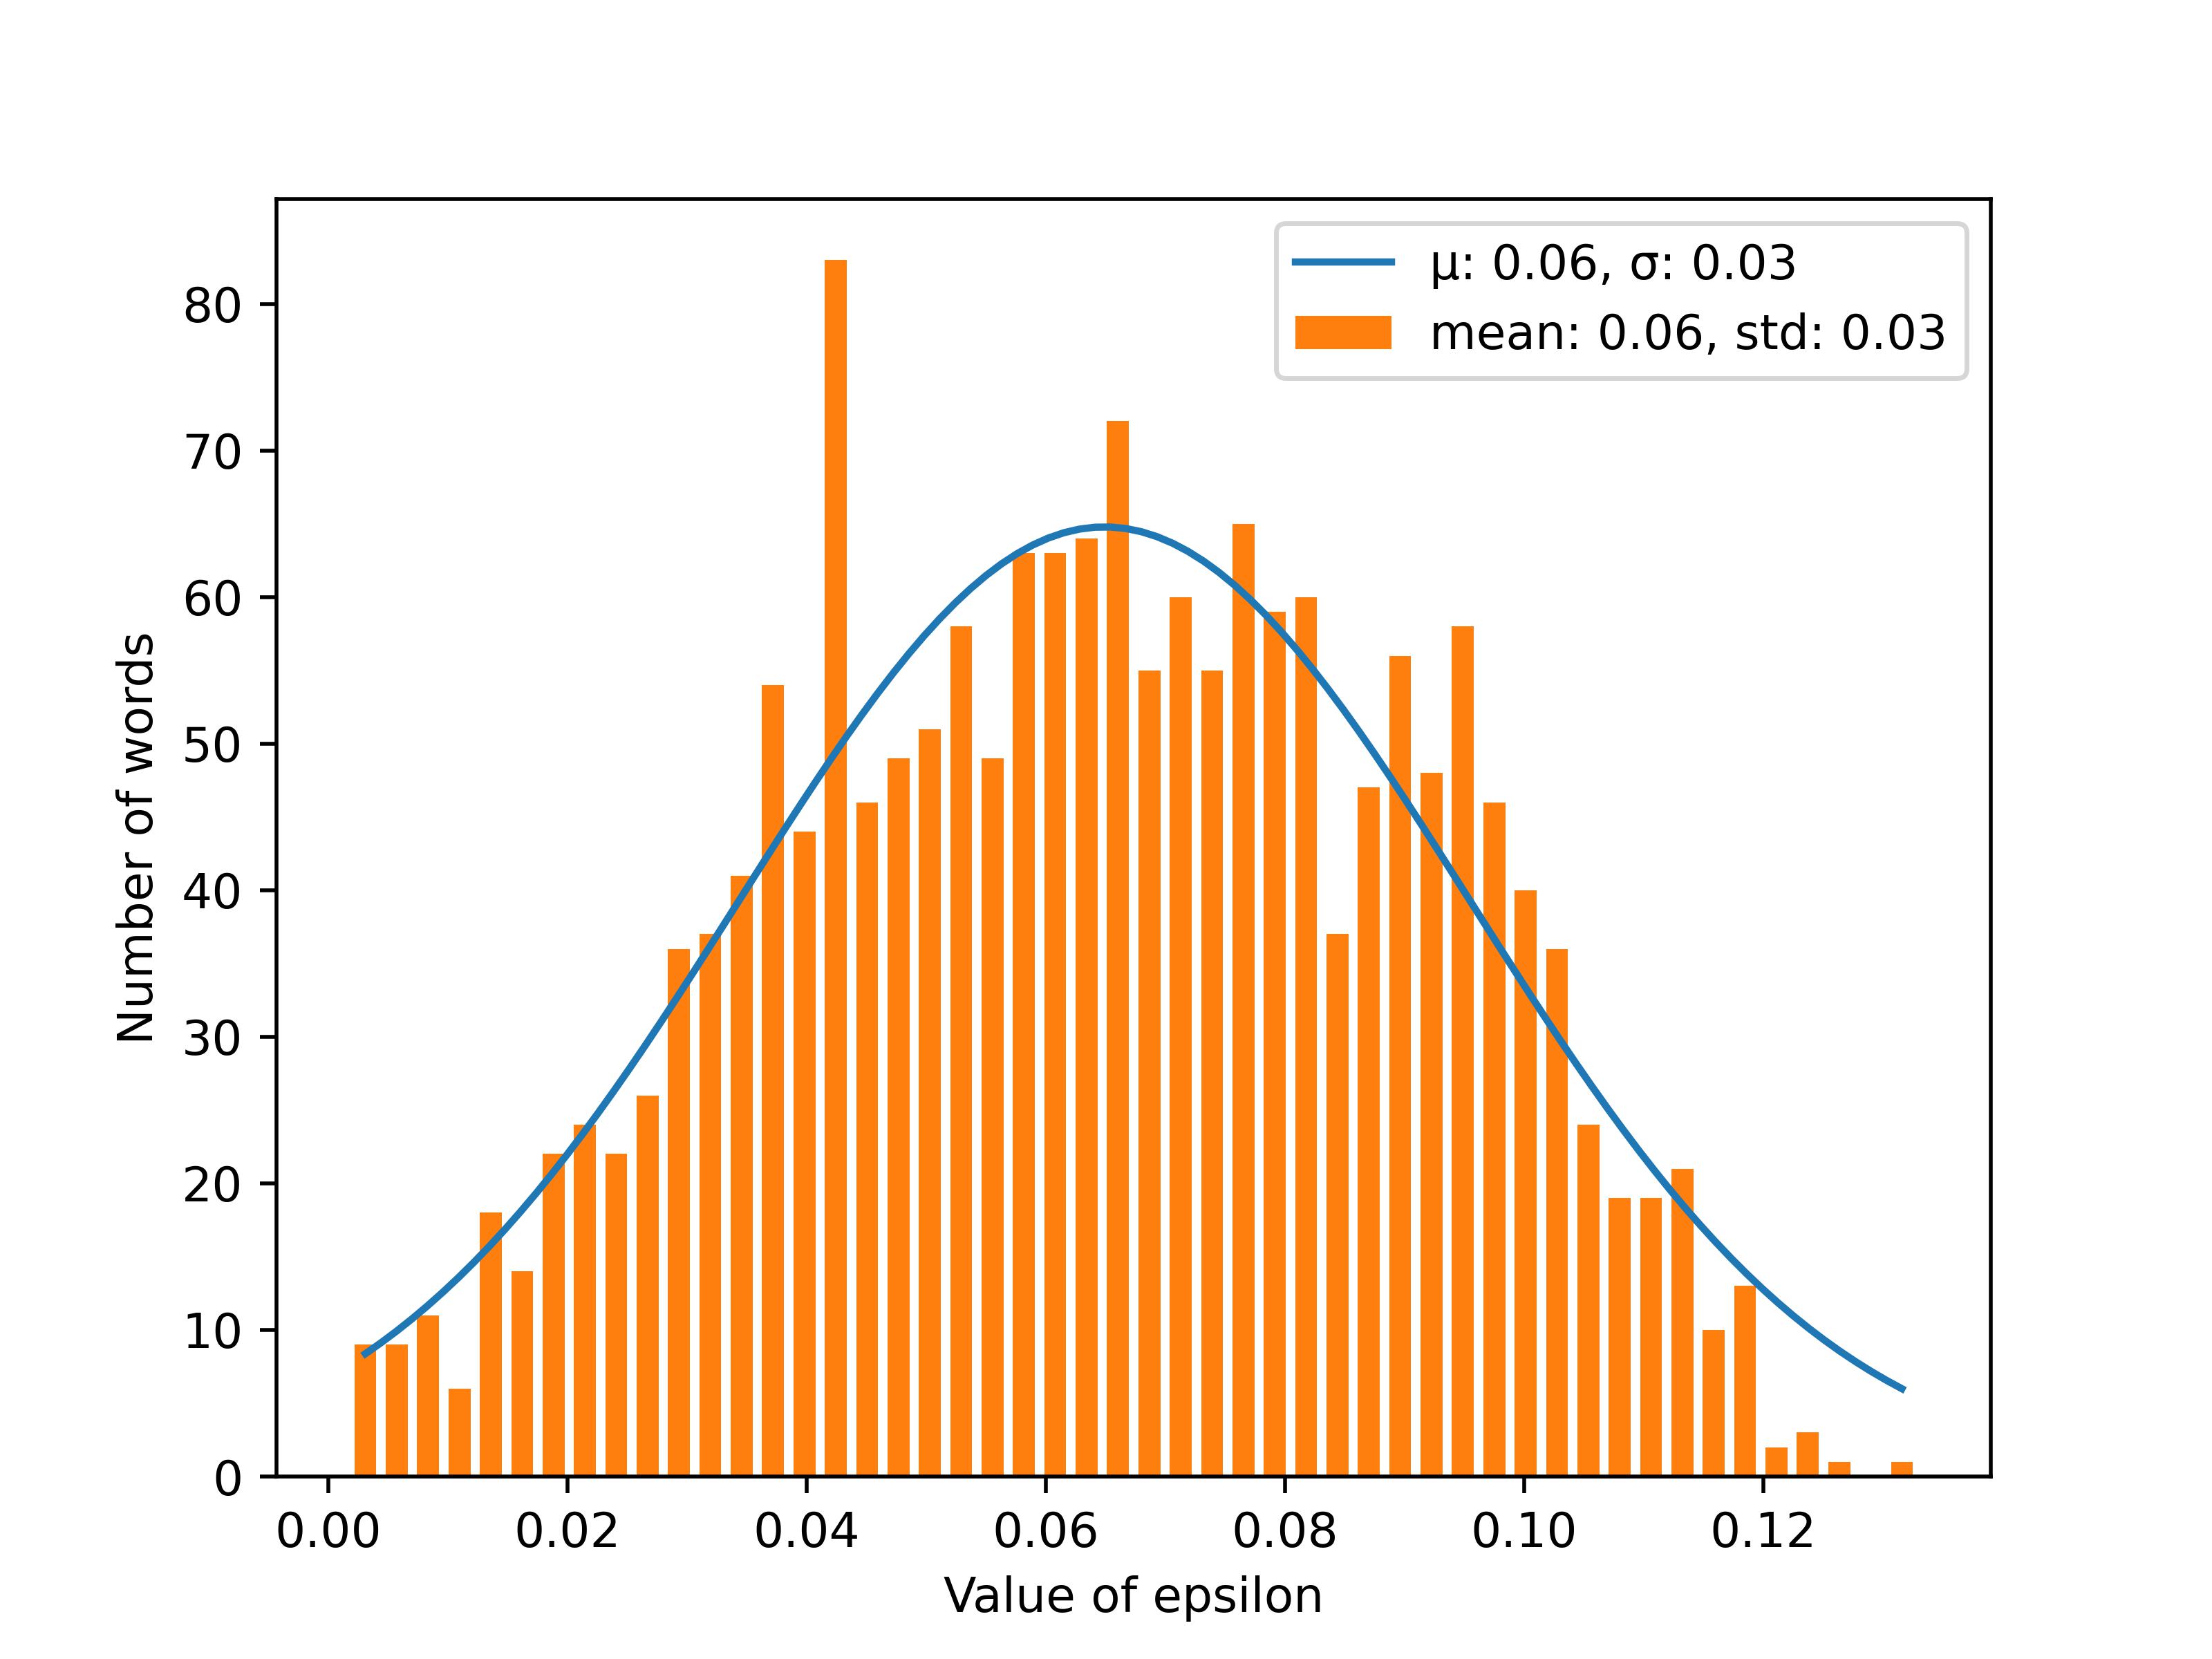 μ: 0.06, σ: 0.03
mean: 0.06, std: 0.03
80
70
60
50
40
30
20
10
0
Number of words
0.00 0.02 0.04 0.06 0.08 0.10 0.12
Value of epsilon